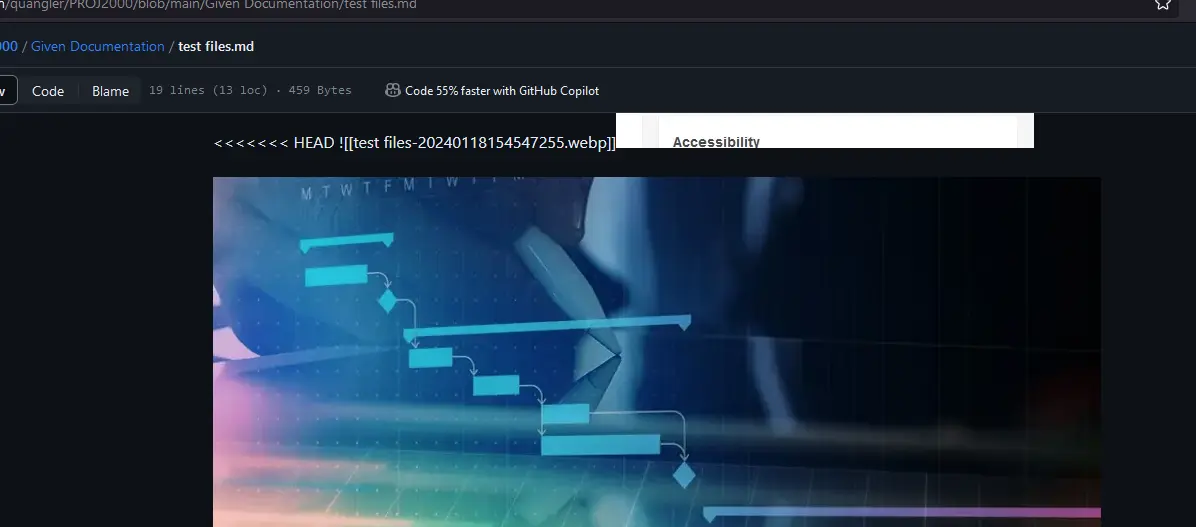 /quangler/PROJ2000/blob/main/Given Documentation/test files.md
000 / Given Documentation / test files.md
Code Blame 19 lines (13 loc) · 459 Bytes Code 55% faster with GitHub Copilot
<<<<<<< HEAD ![[test files-20240118154547255.webp]] Accessibility
M T W T F M T W T F M